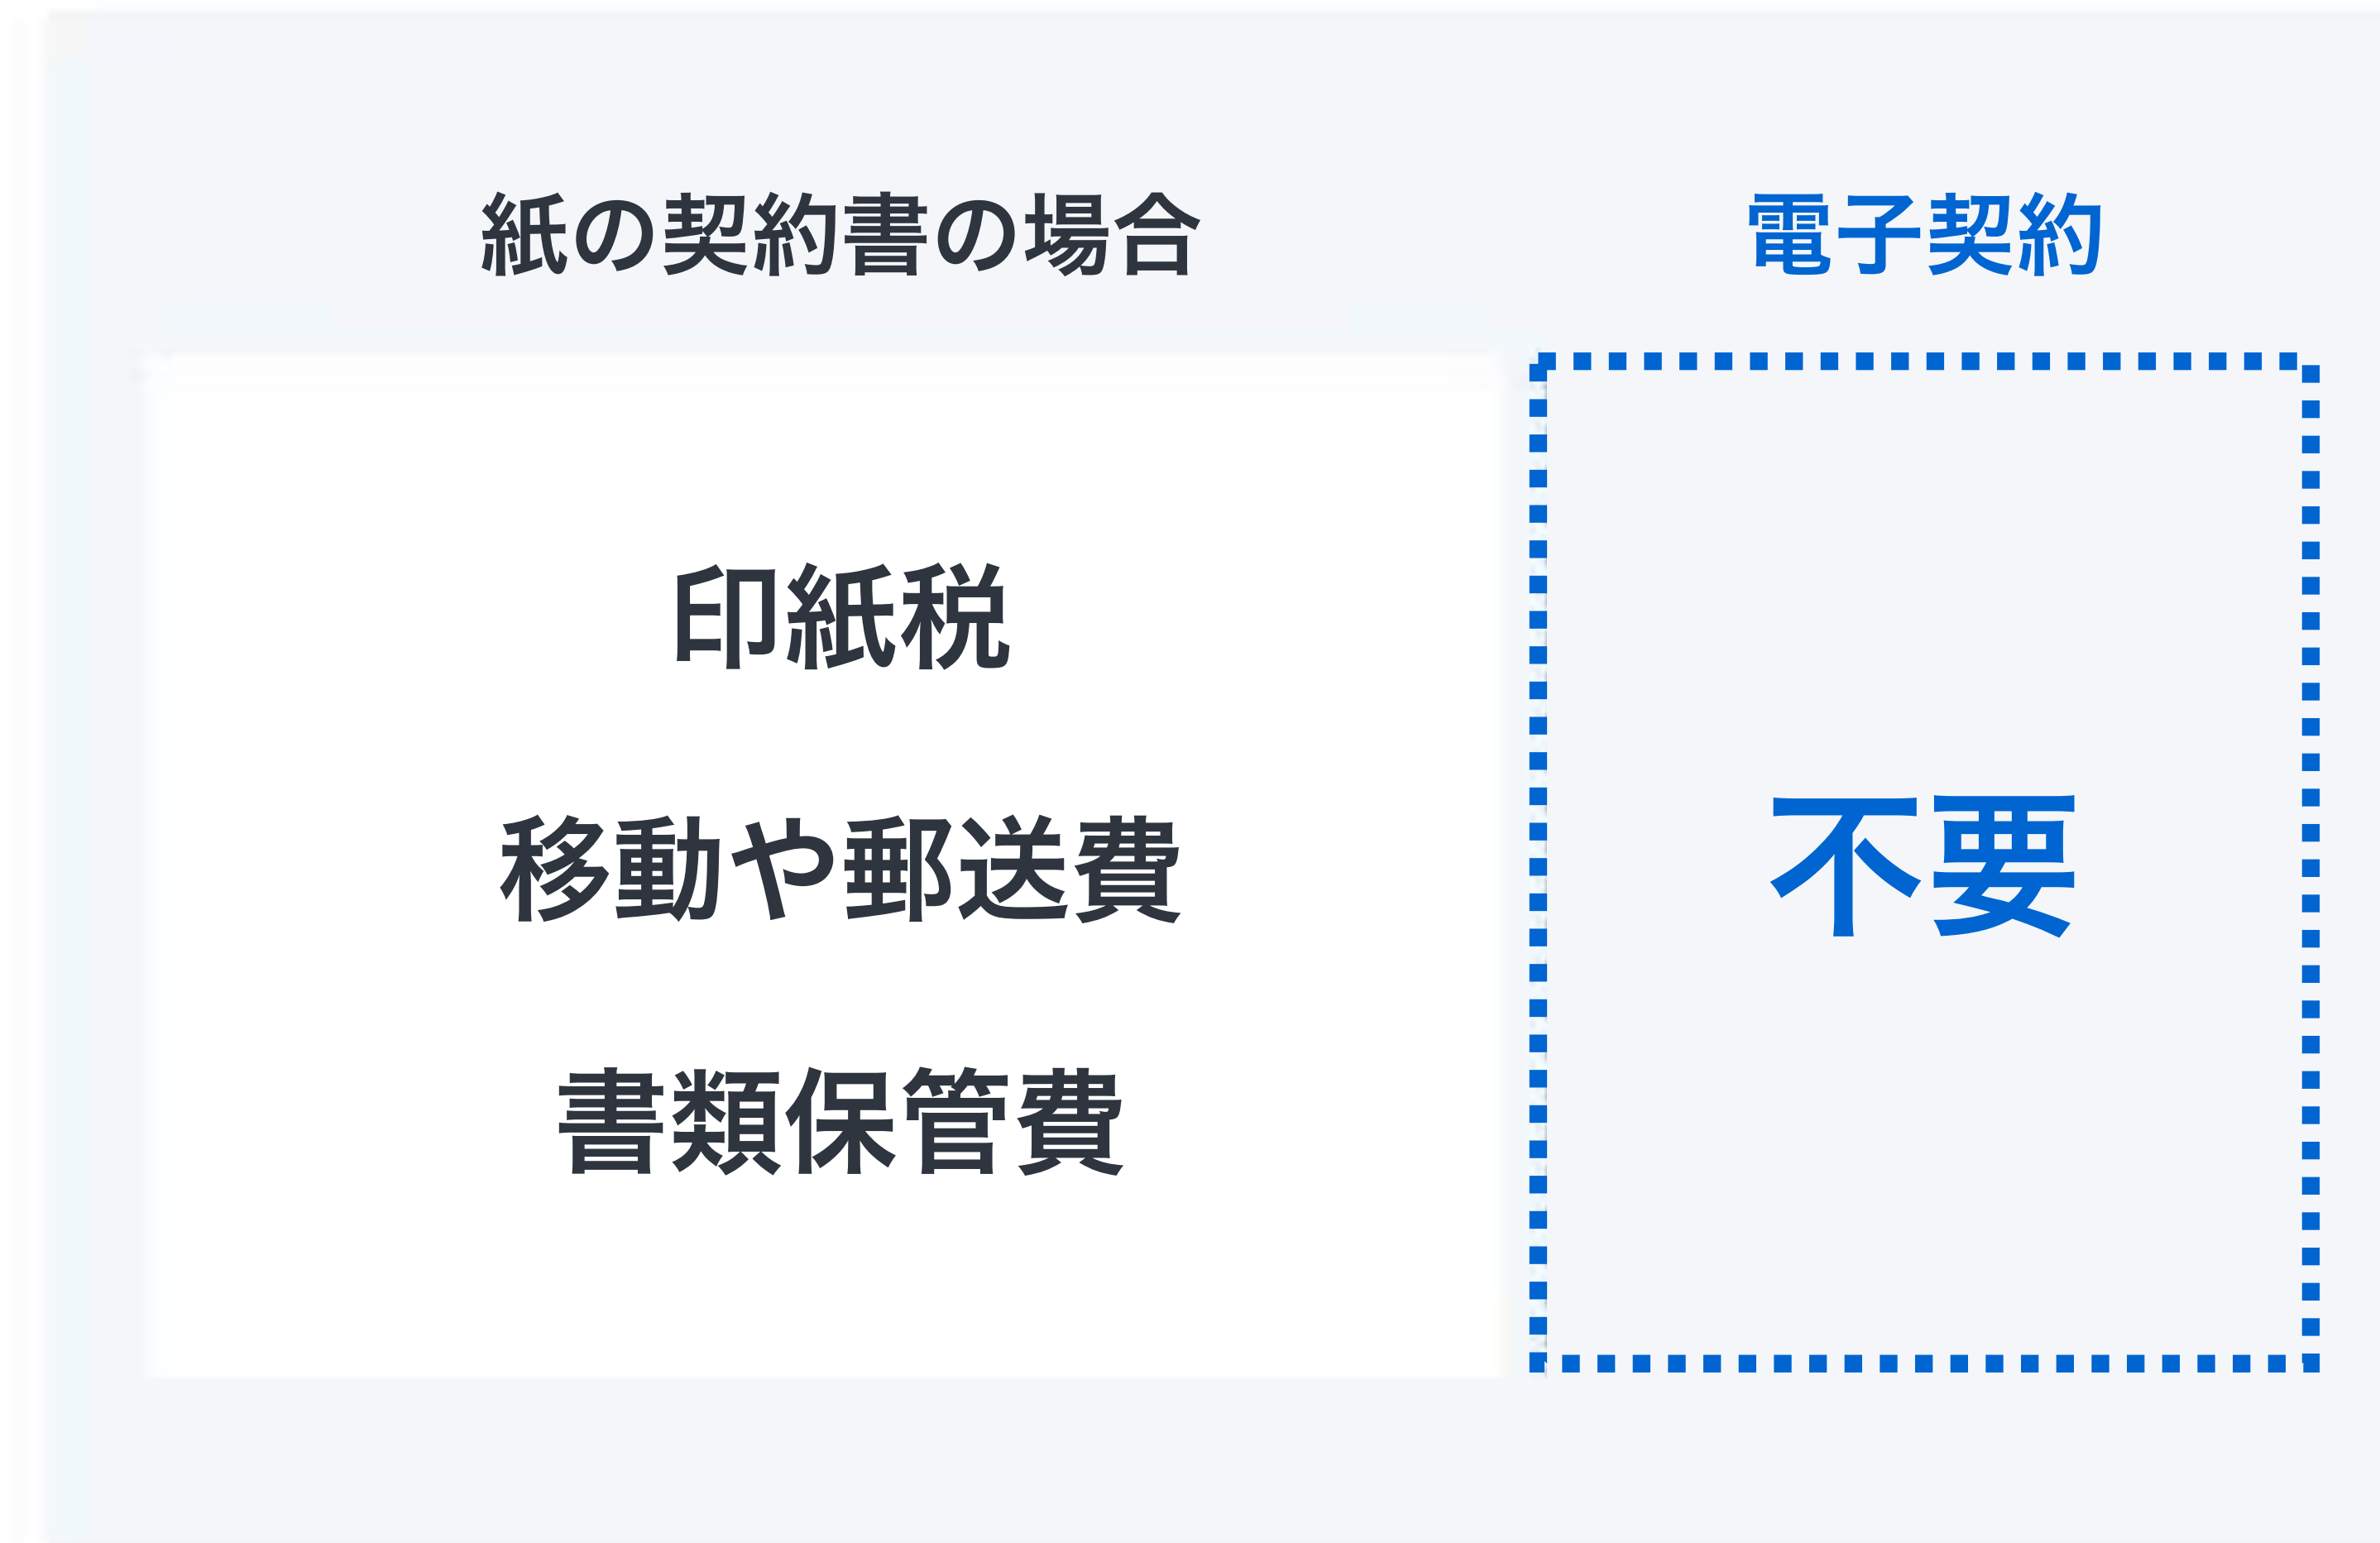 紙の契約書の場合
電子契約
印紙税
移動や郵送費
書類保管費
不要